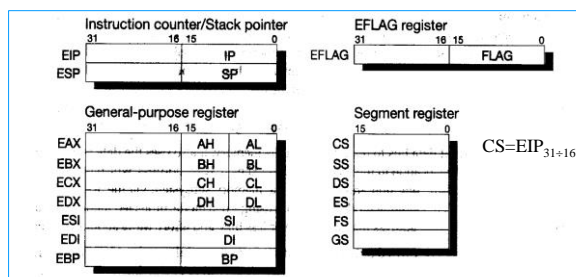 Instruction counter/Stack pointer
31 16 15 0
EIP IP
ESP SP
EFLAG register
31 16 15 0
EFLAG FLAG
General-purpose register
31 16 15 0
EAX AH AL
EBX BH BL
ECX CH CL
EDX DH DL
ESI SI
EDI DI
EBP BP
Segment register
15 0
CS
SS
DS
ES
FS
GS
CS=EIP31÷16